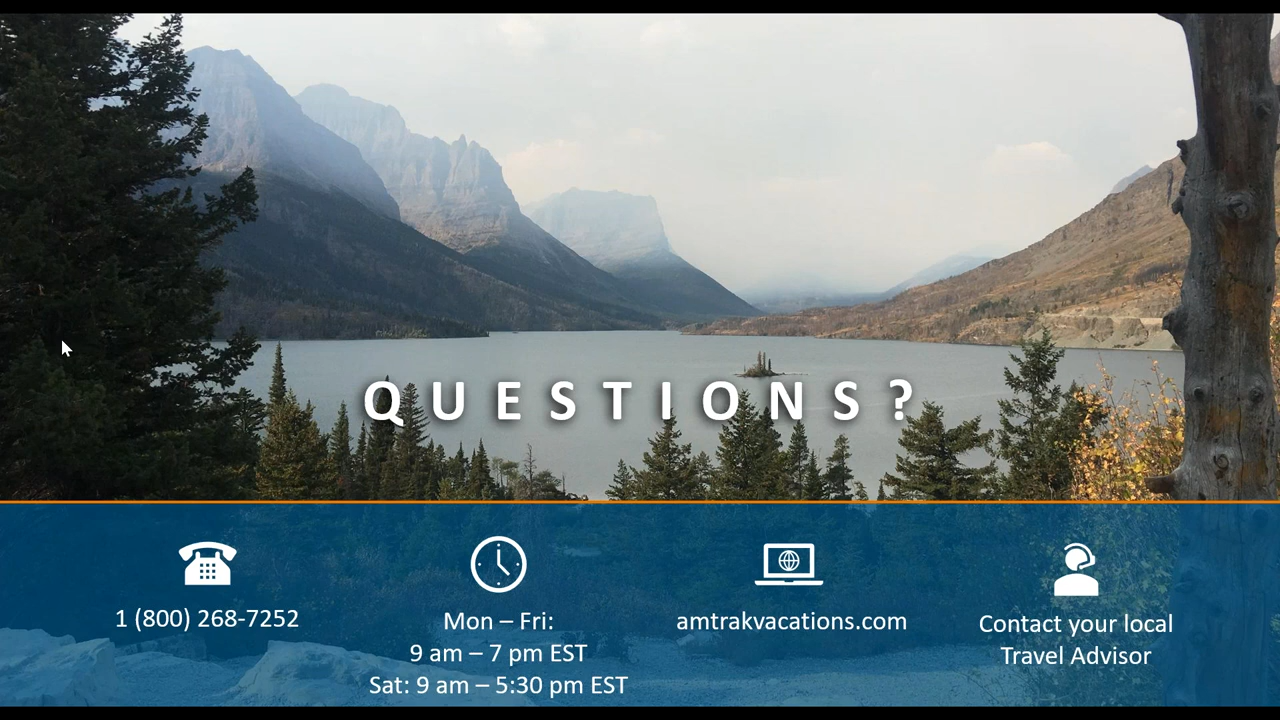 QUESTIONS?
1 (800) 268-7252
Mon – Fri:
9 am – 7 pm EST
Sat: 9 am – 5:30 pm EST
amtrakvacations.com
Contact your local
Travel Advisor